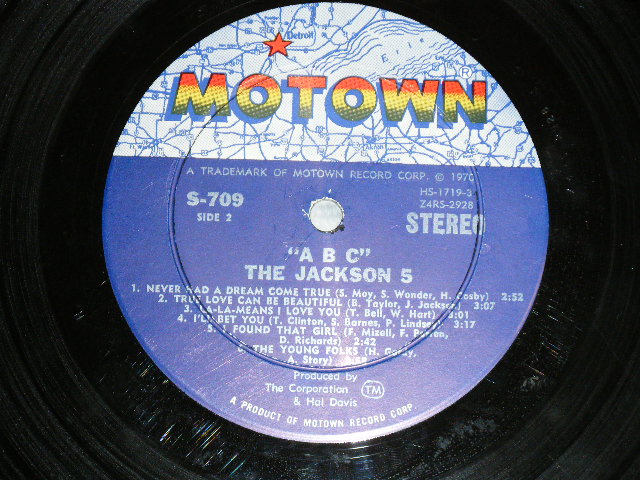 Detroit
Erie
MOTOWN®
A TRADEMARK OF MOTOWN RECORD CORP. © 1970
S-709
SIDE 2
HS-1719-3
Z4RS-2928
STEREO
"A B C"
THE JACKSON 5
1. NEVER HAD A DREAM COME TRUE (S. Moy, S. Wonder, H. Cosby) 2:52
2. TRUE LOVE CAN BE BEAUTIFUL (B. Taylor, J. Jackson) 3:07
3. LA-LA-MEANS I LOVE YOU (T. Bell, W. Hart) 3:01
4. I'LL BET YOU (T. Clinton, S. Barnes, P. Lindsey) 3:17
5. I FOUND THAT GIRL (F. Mizell, F. Perren,
D. Richards) 2:42
THE YOUNG FOLKS (H. Gordy,
A. Story)
Produced by
The Corporation TM
& Hal Davis
A PRODUCT OF MOTOWN RECORD CORP.